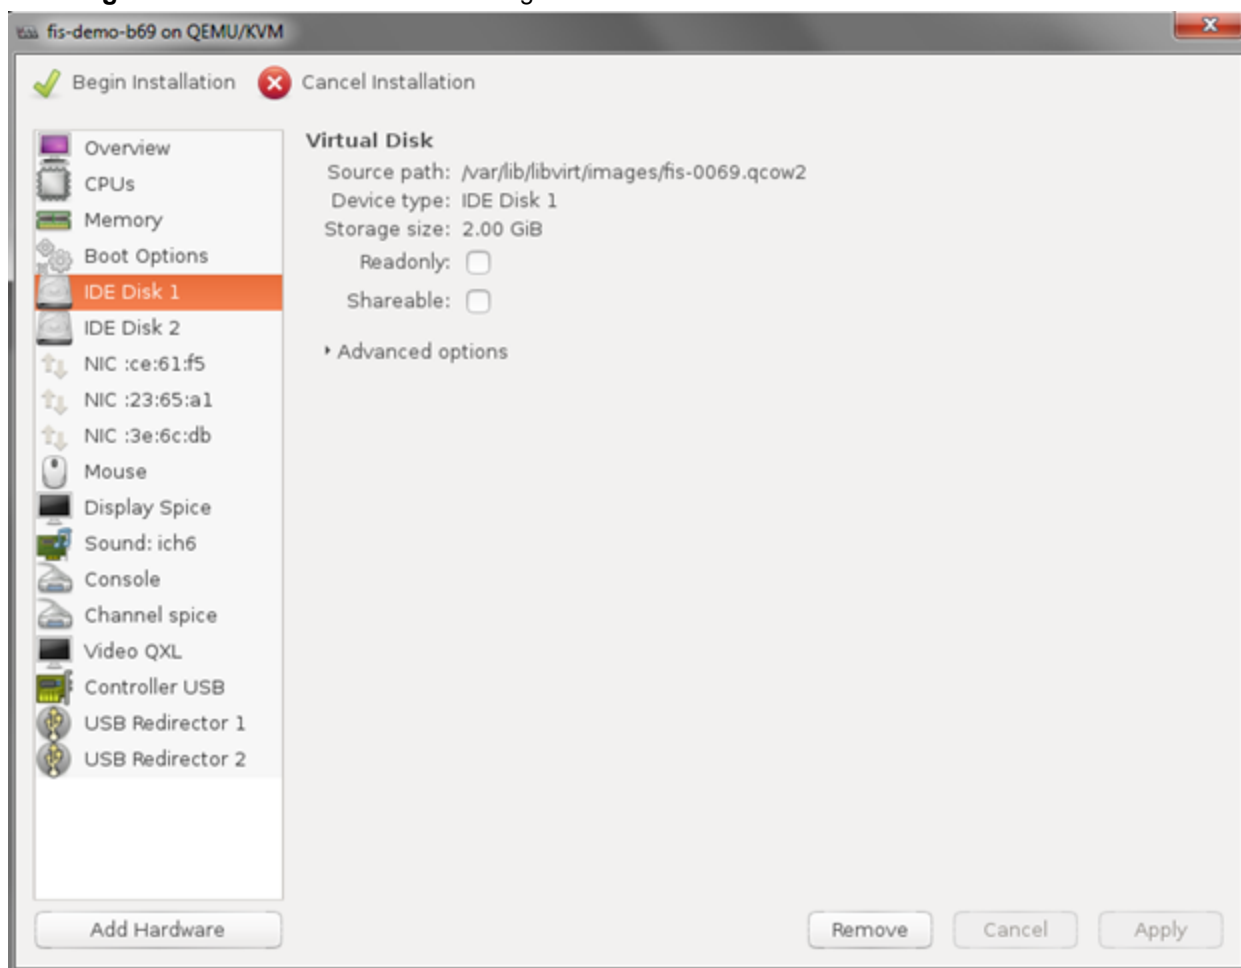 fis-demo-b69 on QEMU/KVM
Begin Installation
Cancel Installation
Overview
CPUs
Memory
Boot Options
IDE Disk 1
IDE Disk 2
NIC :ce:61:f5
NIC :23:65:a1
NIC :3e:6c:db
Mouse
Display Spice
Sound: ich6
Console
Channel spice
Video QXL
Controller USB
USB Redirector 1
USB Redirector 2
Add Hardware
Virtual Disk
Source path: /var/lib/libvirt/images/fis-0069.qcow2
Device type: IDE Disk 1
Storage size: 2.00 GiB
Readonly:
Shareable:
Advanced options
Remove
Cancel
Apply